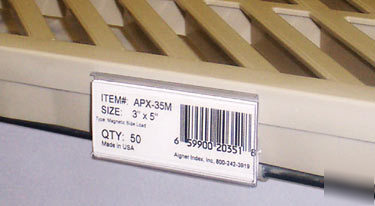 ITEM#: APX-35M
SIZE: 3" x 5"
Type: Magnetic Side Load
QTY: 50
Made in USA
6 59900 20351 8
Aigner Index, Inc. 800-242-3919